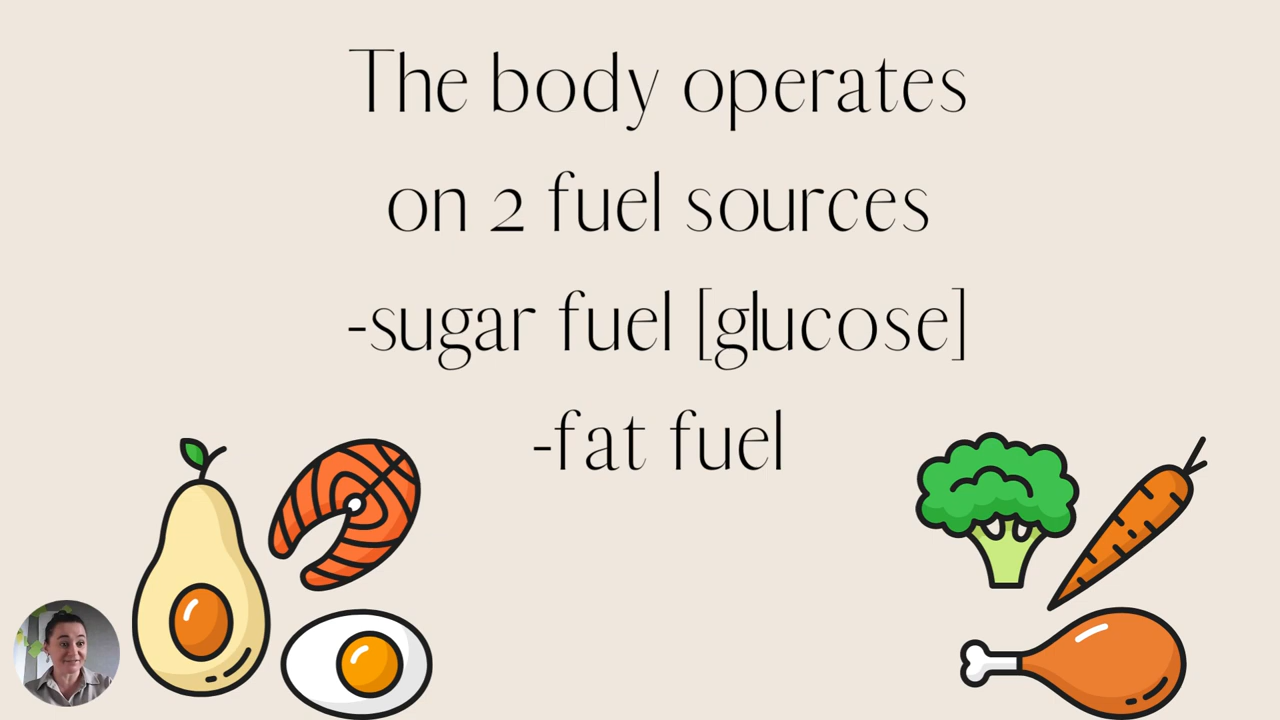 The body operates
on 2 fuel sources
-sugar fuel [glucose]
-fat fuel